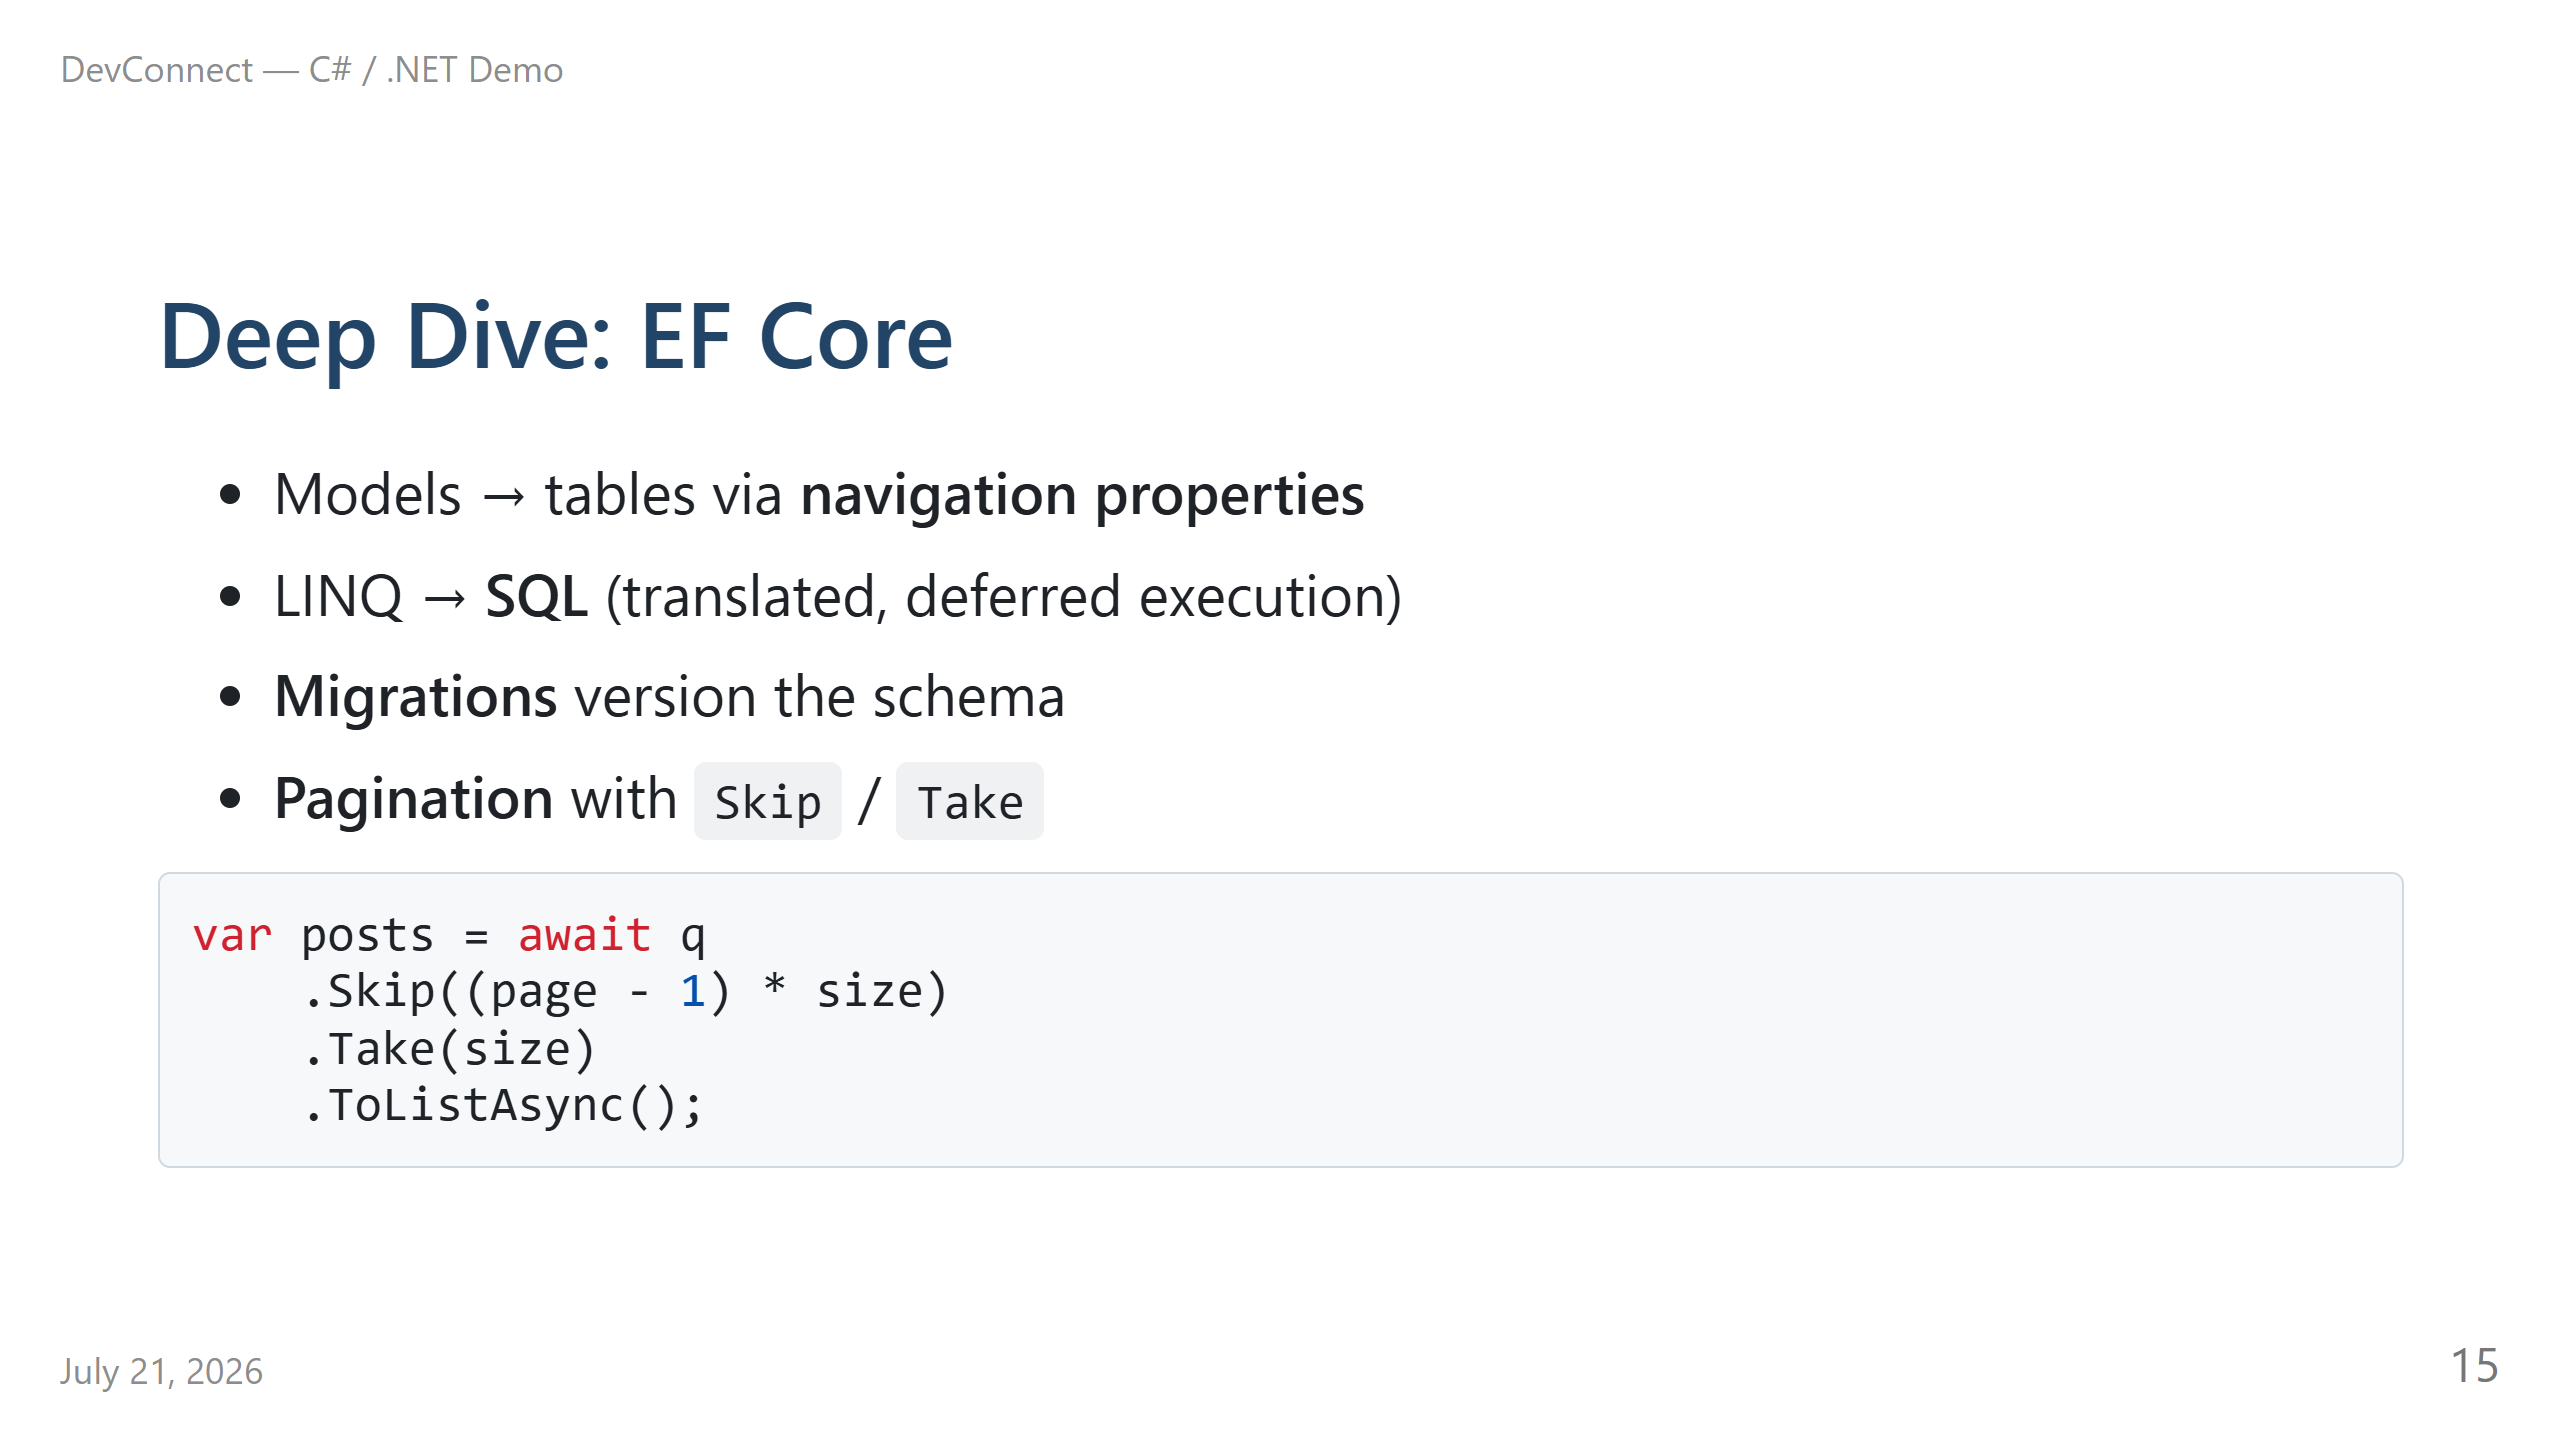 DevConnect — C# / .NET Demo
Deep Dive: EF Core
• Models → tables via navigation properties
• LINQ → SQL (translated, deferred execution)
• Migrations version the schema
• Pagination with Skip / Take
var posts = await q
    .Skip((page - 1) * size)
    .Take(size)
    .ToListAsync();
July 21, 2026
15